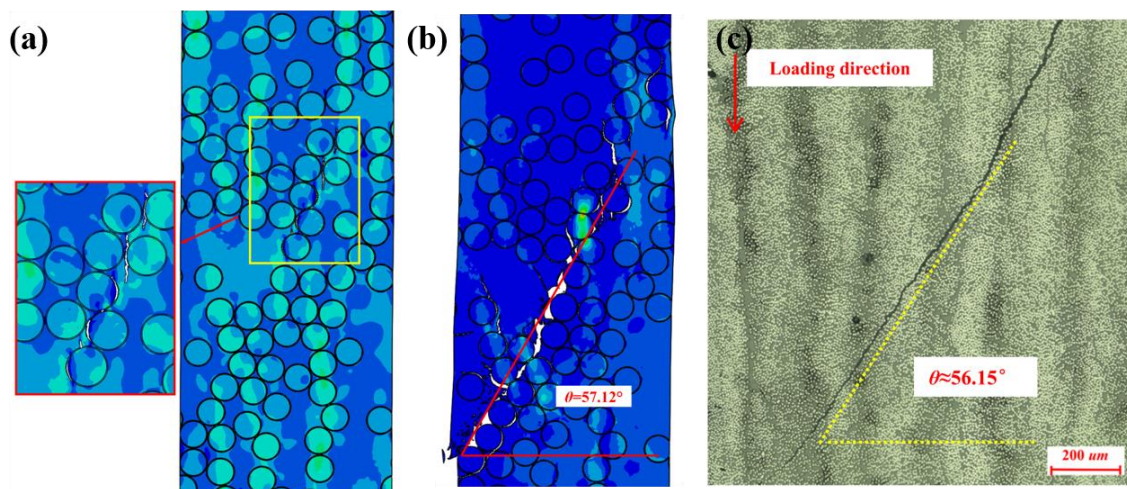 (a)
(b)
(c)
Loading direction
θ=57.12°
θ≈56.15°
200 um